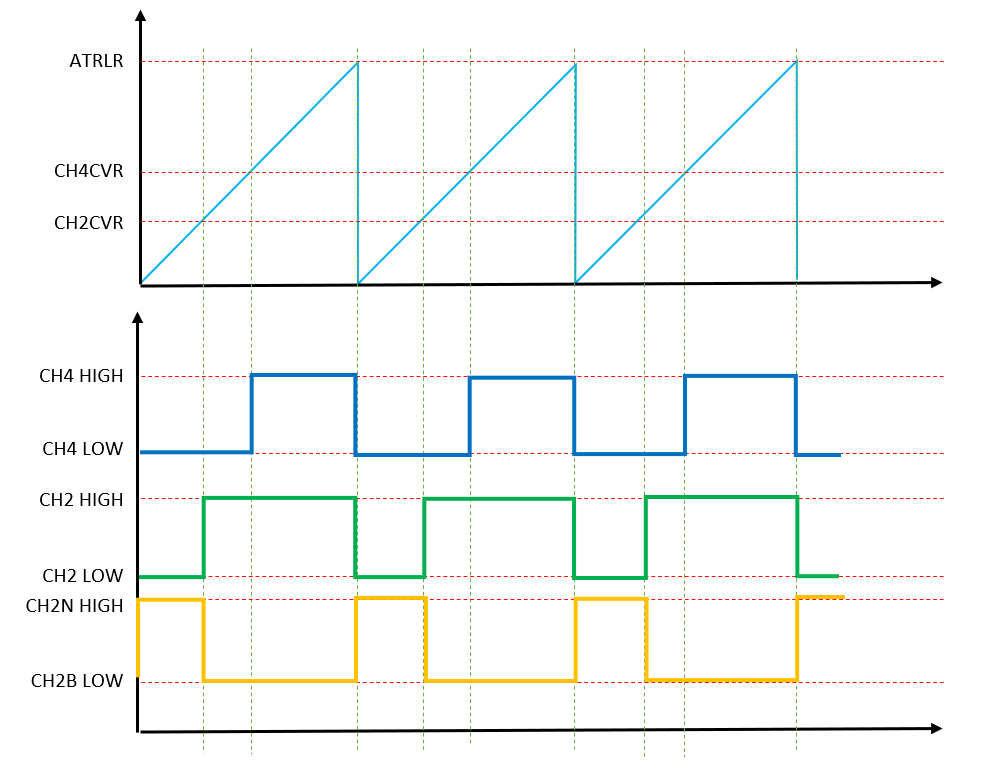 ATRLR
CH4CVR
CH2CVR
CH4 HIGH
CH4 LOW
CH2 HIGH
CH2 LOW
CH2N HIGH
CH2B LOW